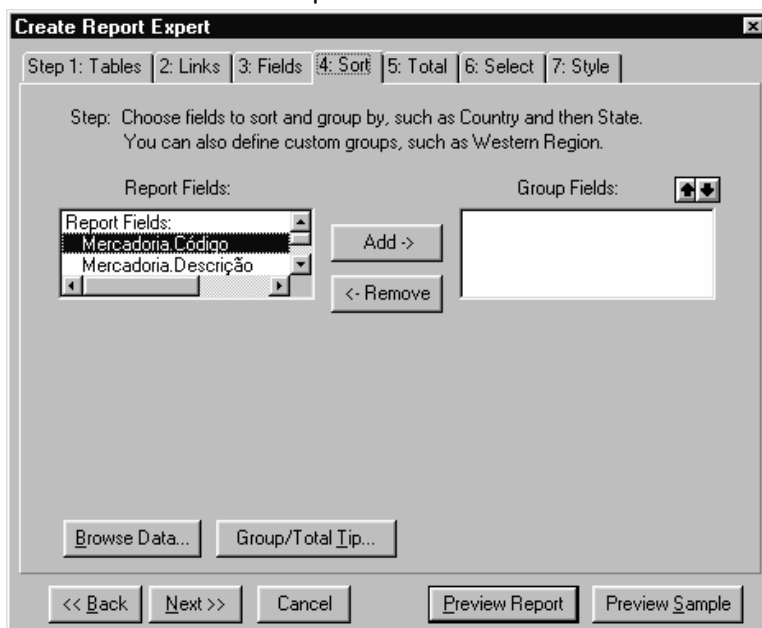 Create Report Expert
Step 1: Tables 2: Links 3: Fields 4: Sort 5: Total 6: Select 7: Style
Step: Choose fields to sort and group by, such as Country and then State.
You can also define custom groups, such as Western Region.
Report Fields: Group Fields:
Report Fields:
Mercadoria.Código
Mercadoria.Descrição
Add ->
<- Remove
Browse Data... Group/Total Tip...
<< Back Next >> Cancel Preview Report Preview Sample